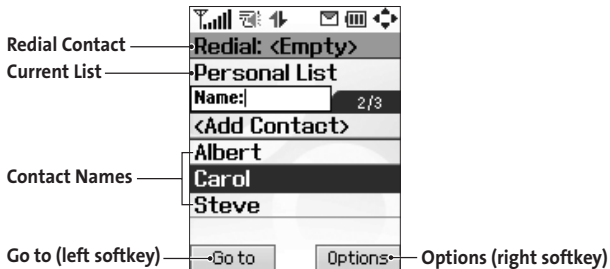 Redial Contact
Redial: <Empty>
Current List
Personal List
Name:
2/3
<Add Contact>
Contact Names
Albert
Carol
Steve
Go to (left softkey)
Go to
Options
Options (right softkey)